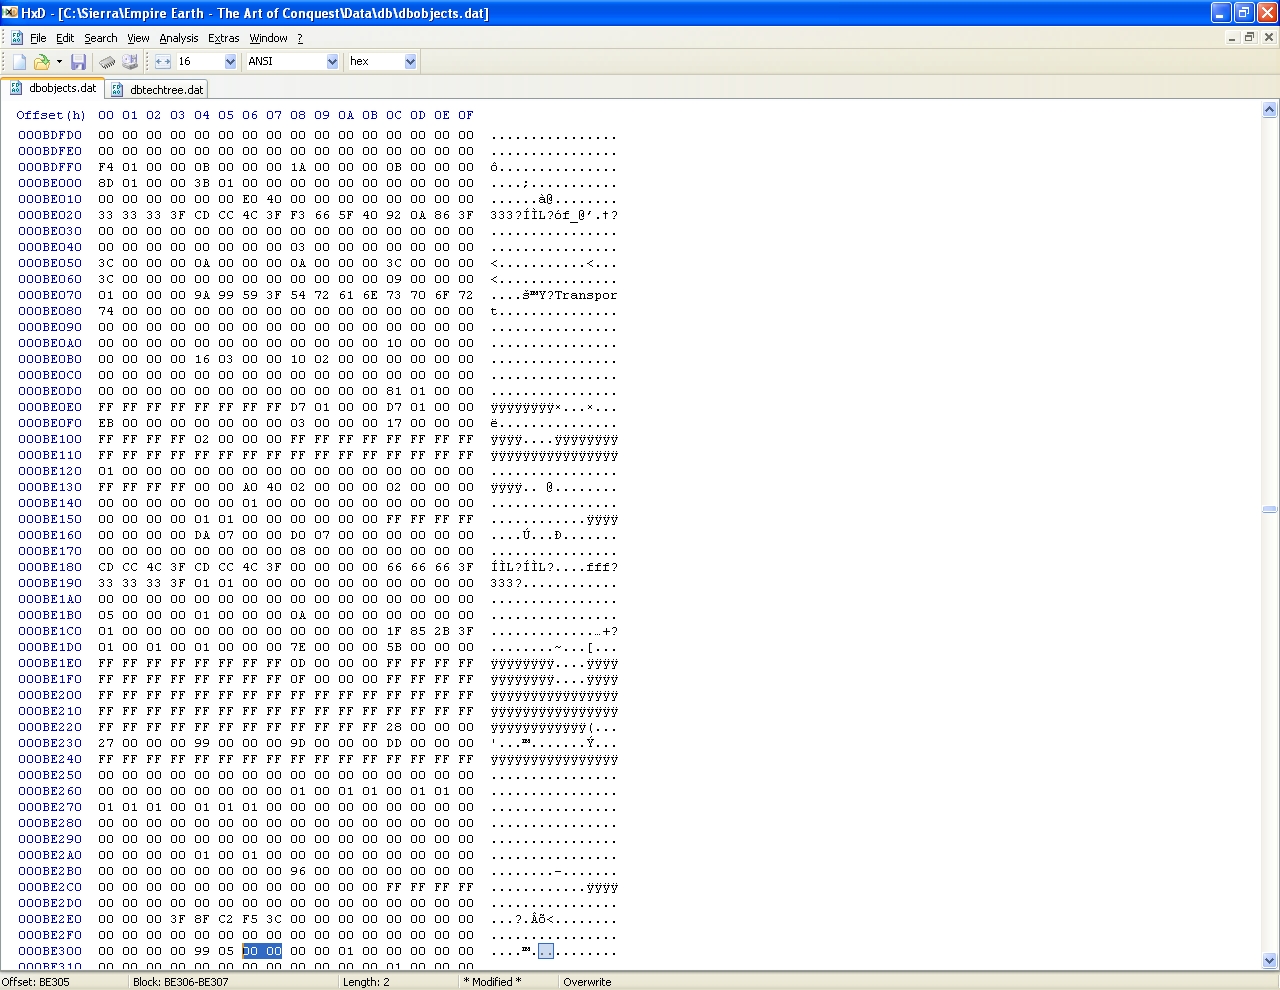 HxD - [C:\Sierra\Empire Earth - The Art of Conquest\Data\db\dbobjects.dat]
File Edit Search View Analysis Extras Window ?
16 ANSI hex
dbobjects.dat dbtechtree.dat
Offset(h) 00 01 02 03 04 05 06 07 08 09 0A 0B 0C 0D 0E 0F
000BDFD0 00 00 00 00 00 00 00 00 00 00 00 00 00 00 00 00 ................
000BDFE0 00 00 00 00 00 00 00 00 00 00 00 00 00 00 00 00 ................
000BDFF0 F4 01 00 00 0B 00 00 00 1A 00 00 00 0B 00 00 00 ô...............
000BE000 8D 01 00 00 3B 01 00 00 00 00 00 00 00 00 00 00 ....;...........
000BE010 00 00 00 00 00 00 E0 40 00 00 00 00 00 00 00 00 ......à@........
000BE020 33 33 33 3F CD CC 4C 3F F3 66 5F 40 92 0A 86 3F 333?ÍÌL?óf_@’.†?
000BE030 00 00 00 00 00 00 00 00 00 00 00 00 00 00 00 00 ................
000BE040 00 00 00 00 00 00 00 00 03 00 00 00 00 00 00 00 ................
000BE050 3C 00 00 00 0A 00 00 00 0A 00 00 00 3C 00 00 00 <...........<...
000BE060 3C 00 00 00 00 00 00 00 00 00 00 00 09 00 00 00 <...............
000BE070 01 00 00 00 9A 99 59 3F 54 72 61 6E 73 70 6F 72 ....š™Y?Transpor
000BE080 74 00 00 00 00 00 00 00 00 00 00 00 00 00 00 00 t...............
000BE090 00 00 00 00 00 00 00 00 00 00 00 00 00 00 00 00 ................
000BE0A0 00 00 00 00 00 00 00 00 00 00 00 00 10 00 00 00 ................
000BE0B0 00 00 00 00 16 03 00 00 10 02 00 00 00 00 00 00 ................
000BE0C0 00 00 00 00 00 00 00 00 00 00 00 00 00 00 00 00 ................
000BE0D0 00 00 00 00 00 00 00 00 00 00 00 00 81 01 00 00 ................
000BE0E0 FF FF FF FF FF FF FF FF D7 01 00 00 D7 01 00 00 ÿÿÿÿÿÿÿÿ×...×...
000BE0F0 EB 00 00 00 00 00 00 00 03 00 00 00 17 00 00 00 ë...............
000BE100 FF FF FF FF 02 00 00 00 FF FF FF FF FF FF FF FF ÿÿÿÿ....ÿÿÿÿÿÿÿÿ
000BE110 FF FF FF FF FF FF FF FF FF FF FF FF FF FF FF FF ÿÿÿÿÿÿÿÿÿÿÿÿÿÿÿÿ
000BE120 01 00 00 00 00 00 00 00 00 00 00 00 00 00 00 00 ................
000BE130 FF FF FF FF 00 00 A0 40 02 00 00 00 02 00 00 00 ÿÿÿÿ.. @........
000BE140 00 00 00 00 00 00 01 00 00 00 00 00 00 00 00 00 ................
000BE150 00 00 00 00 01 01 00 00 00 00 00 00 FF FF FF FF ............ÿÿÿÿ
000BE160 00 00 00 00 DA 07 00 00 D0 07 00 00 00 00 00 00 ....Ú...Ð.......
000BE170 00 00 00 00 00 00 00 00 08 00 00 00 00 00 00 00 ................
000BE180 CD CC 4C 3F CD CC 4C 3F 00 00 00 00 66 66 66 3F ÍÌL?ÍÌL?....fff?
000BE190 33 33 33 3F 01 01 00 00 00 00 00 00 00 00 00 00 333?............
000BE1A0 00 00 00 00 00 00 00 00 00 00 00 00 00 00 00 00 ................
000BE1B0 05 00 00 00 01 00 00 00 0A 00 00 00 00 00 00 00 ................
000BE1C0 01 00 00 00 00 00 00 00 00 00 00 00 1F 85 2B 3F .............…+?
000BE1D0 01 00 01 00 01 00 00 00 7E 00 00 00 5B 00 00 00 ........~...[...
000BE1E0 FF FF FF FF FF FF FF FF 0D 00 00 00 FF FF FF FF ÿÿÿÿÿÿÿÿ....ÿÿÿÿ
000BE1F0 FF FF FF FF FF FF FF FF 0F 00 00 00 FF FF FF FF ÿÿÿÿÿÿÿÿ....ÿÿÿÿ
000BE200 FF FF FF FF FF FF FF FF FF FF FF FF FF FF FF FF ÿÿÿÿÿÿÿÿÿÿÿÿÿÿÿÿ
000BE210 FF FF FF FF FF FF FF FF FF FF FF FF FF FF FF FF ÿÿÿÿÿÿÿÿÿÿÿÿÿÿÿÿ
000BE220 FF FF FF FF FF FF FF FF FF FF FF FF 28 00 00 00 ÿÿÿÿÿÿÿÿÿÿÿÿ(...
000BE230 27 00 00 00 99 00 00 00 9D 00 00 00 DD 00 00 00 '...™.......Ý...
000BE240 FF FF FF FF FF FF FF FF FF FF FF FF FF FF FF FF ÿÿÿÿÿÿÿÿÿÿÿÿÿÿÿÿ
000BE250 00 00 00 00 00 00 00 00 00 00 00 00 00 00 00 00 ................
000BE260 00 00 00 00 00 00 00 00 01 00 01 01 00 01 01 00 ................
000BE270 01 01 01 00 01 01 01 00 00 00 00 00 00 00 00 00 ................
000BE280 00 00 00 00 00 00 00 00 00 00 00 00 00 00 00 00 ................
000BE290 00 00 00 00 00 00 00 00 00 00 00 00 00 00 00 00 ................
000BE2A0 00 00 00 00 01 00 01 00 00 00 00 00 00 00 00 00 ................
000BE2B0 00 00 00 00 00 00 00 00 96 00 00 00 00 00 00 00 ........–.......
000BE2C0 00 00 00 00 00 00 00 00 00 00 00 00 FF FF FF FF ............ÿÿÿÿ
000BE2D0 00 00 00 00 00 00 00 00 00 00 00 00 00 00 00 00 ................
000BE2E0 00 00 00 3F 8F C2 F5 3C 00 00 00 00 00 00 00 00 ...?.Âõ<........
000BE2F0 00 00 00 00 00 00 00 00 00 00 00 00 00 00 00 00 ................
000BE300 00 00 00 00 99 05 00 00 00 00 01 00 00 00 00 00 ....™...........
000BE310 00 00 00 00 00 00 00 00 00 00 00 00 01 00 00 00 ................
Offset: BE305 Block: BE306-BE307 Length: 2 * Modified * Overwrite